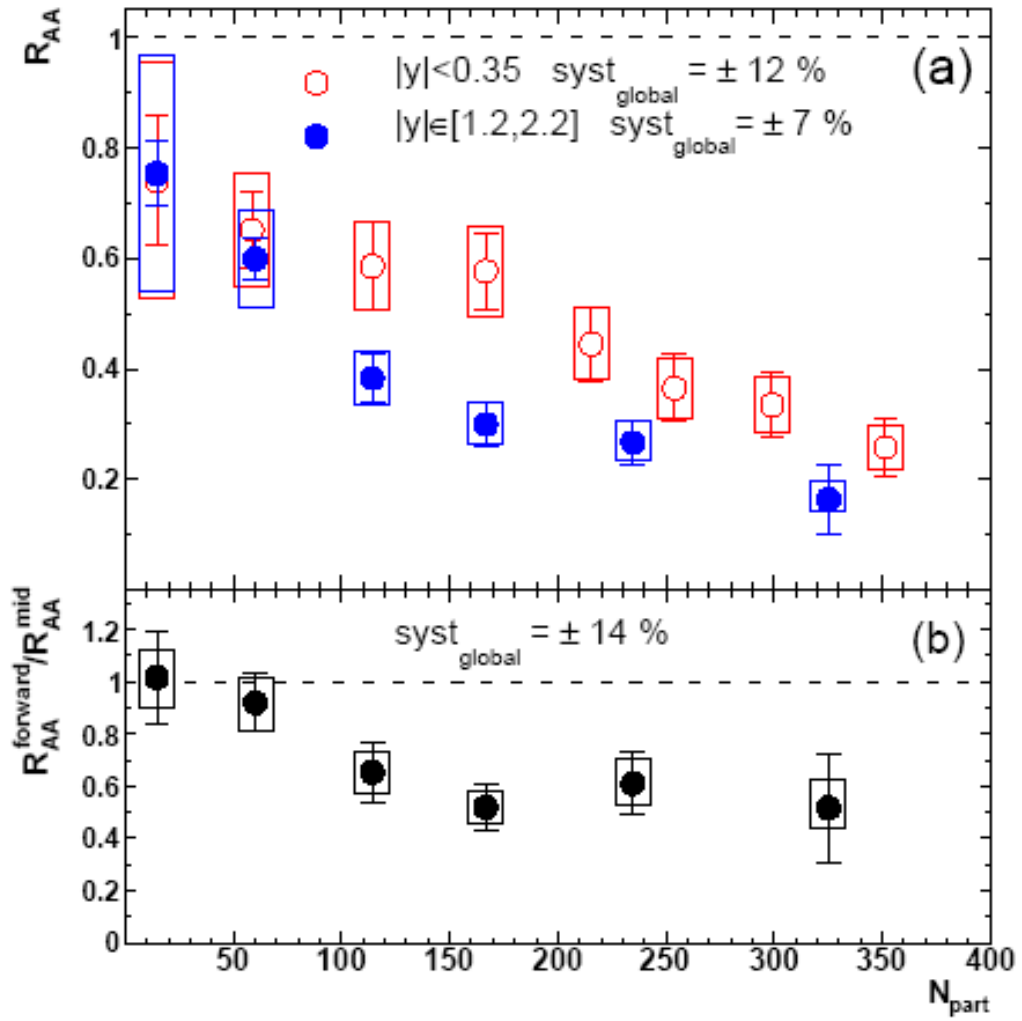 R_AA
1
0.8
0.6
0.4
0.2
|y|<0.35 syst_global = ± 12 %
|y|∈[1.2,2.2] syst_global = ± 7 %
(a)
R_AA^forward/R_AA^mid
1.2
1
0.8
0.6
0.4
0.2
0
syst_global = ± 14 %
(b)
50 100 150 200 250 300 350 400
N_part